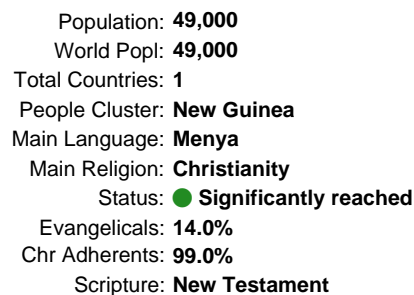 Population: 49,000
World Popl: 49,000
Total Countries: 1
People Cluster: New Guinea
Main Language: Menya
Main Religion: Christianity
Status: Significantly reached
Evangelicals: 14.0%
Chr Adherents: 99.0%
Scripture: New Testament